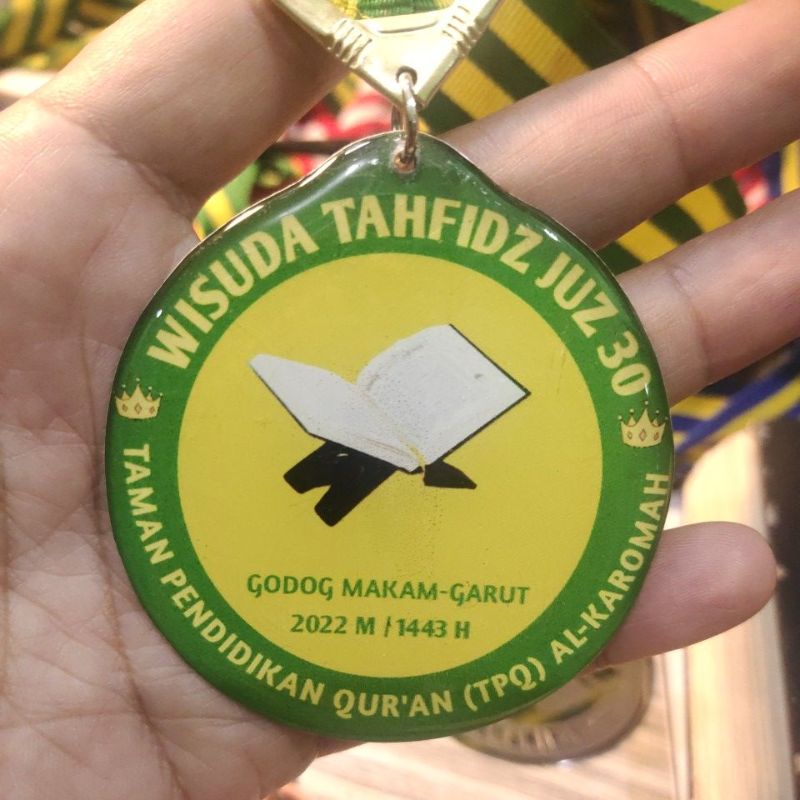 WISUDA TAHFIDZ JUZ 30
GODOG MAKAM-GARUT
2022 M / 1443 H
TAMAN PENDIDIKAN QUR'AN (TPQ) AL-KAROMAH